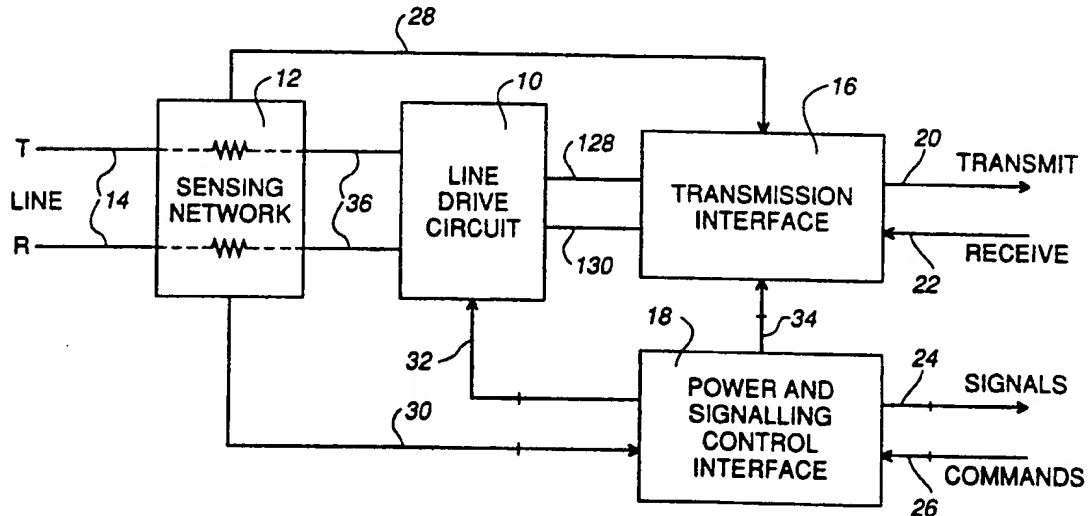 28
12
10
16
T
LINE
R
14
SENSING
NETWORK
36
LINE
DRIVE
CIRCUIT
128
130
TRANSMISSION
INTERFACE
20
TRANSMIT
RECEIVE
22
32
30
18
34
POWER AND
SIGNALLING
CONTROL
INTERFACE
24
SIGNALS
COMMANDS
26